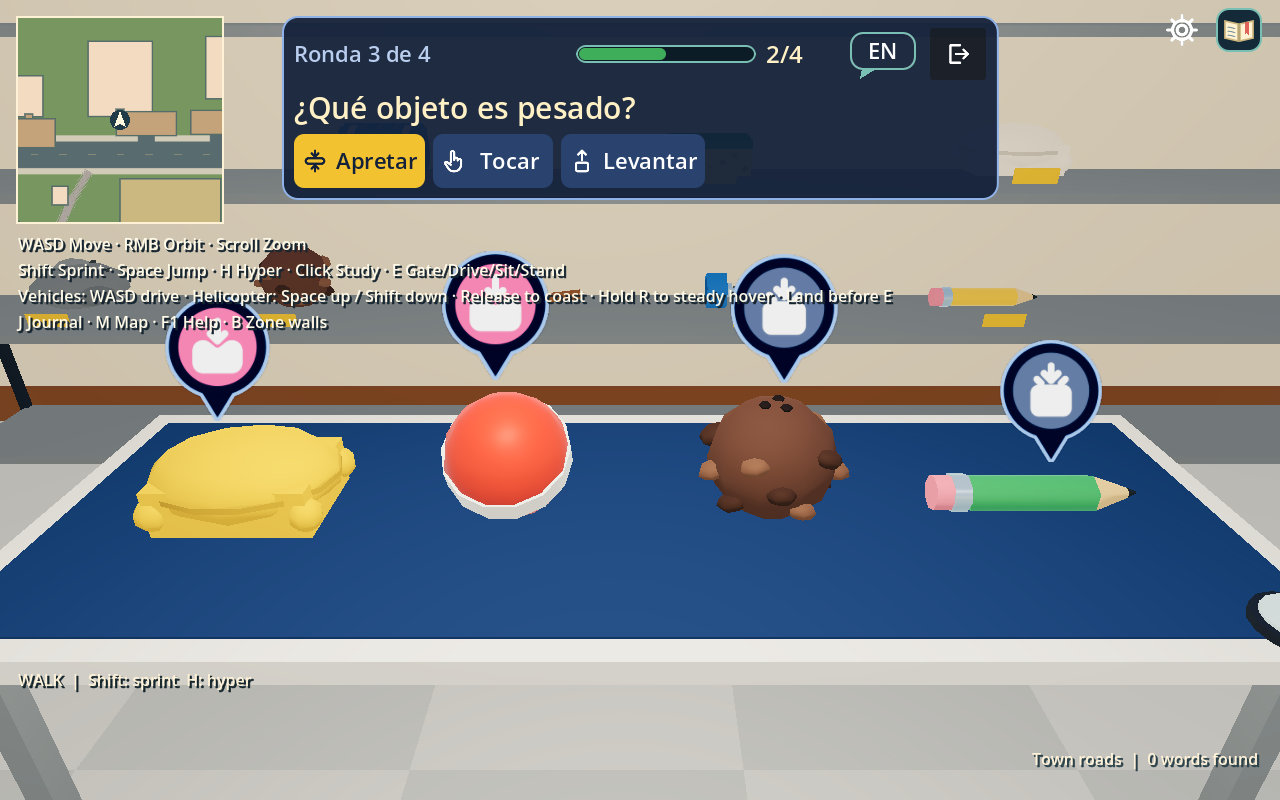 Ronda 3 de 4
2/4
EN
¿Qué objeto es pesado?
Apretar
Tocar
Levantar
WASD Move · RMB Orbit · Scroll Zoom
Shift Sprint · Space Jump · H Hyper · Click Study · E Gate/Drive/Sit/Stand
Vehicles: WASD drive · Helicopter: Space up / Shift down · Release to coast · Hold R to steady hover · Land before E
J Journal · M Map · F1 Help · B Zone walls
WALK | Shift: sprint H: hyper
Town roads | 0 words found